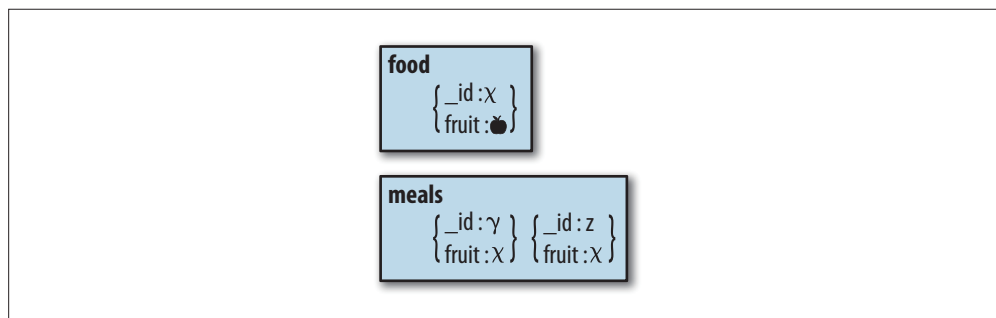 food
{ _id : χ
fruit : }
meals
{ _id : γ } { _id : z }
fruit : χ fruit : χ